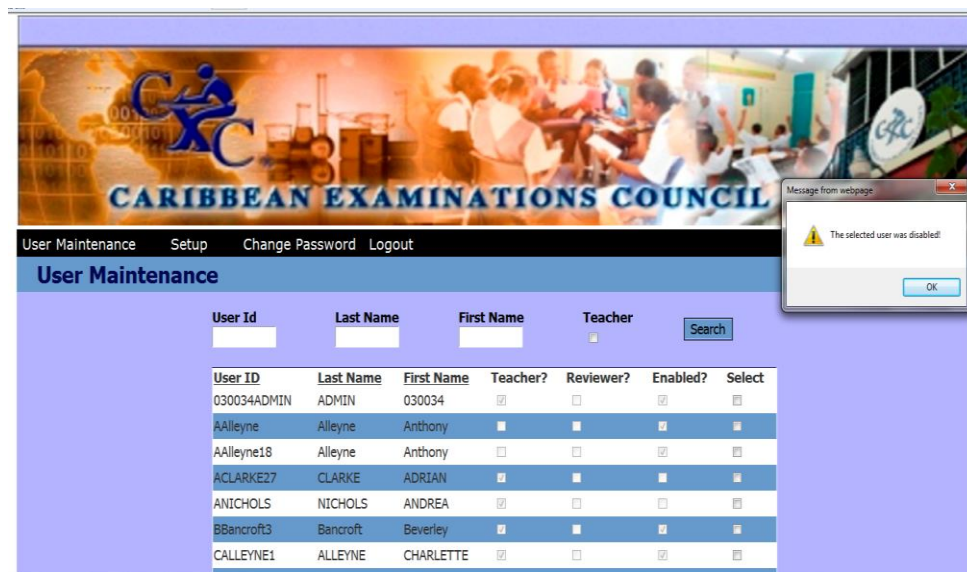 CXC
CARIBBEAN EXAMINATIONS COUNCIL
CXC
Message from webpage
The selected user was disabled!
OK
User Maintenance Setup Change Password Logout
User Maintenance
User Id Last Name First Name Teacher
Search
User ID Last Name First Name Teacher? Reviewer? Enabled? Select
030034ADMIN ADMIN 030034
AAlleyne Alleyne Anthony
AAlleyne18 Alleyne Anthony
ACLARKE27 CLARKE ADRIAN
ANICHOLS NICHOLS ANDREA
BBancroft3 Bancroft Beverley
CALLEYNE1 ALLEYNE CHARLETTE